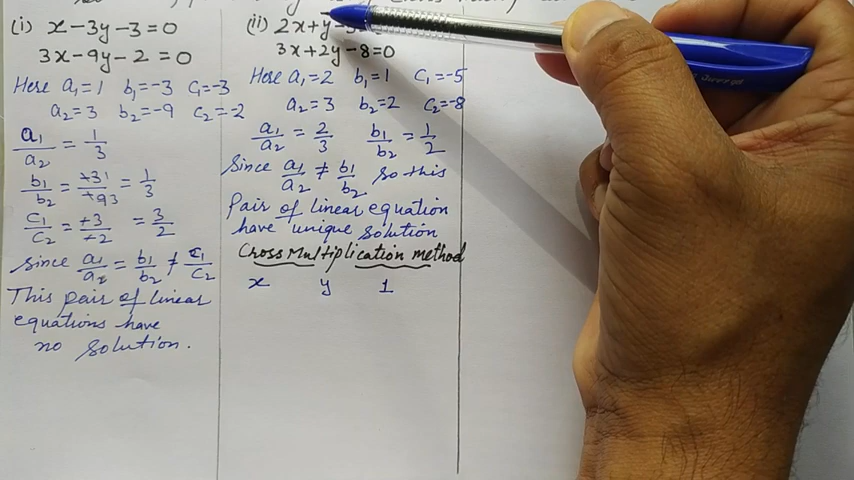 (i) x - 3y - 3 = 0
3x - 9y - 2 = 0
Here a₁=1 b₁=-3 c₁=-3
a₂=3 b₂=-9 c₂=-2
a₁/a₂ = 1/3
b₁/b₂ = +3/+9 = 1/3
c₁/c₂ = +3/+2 = 3/2
Since a₁/a₂ = b₁/b₂ ≠ c₁/c₂
This pair of linear
equations have
no solution.
(ii) 2x+y-5
3x+2y-8=0
Here a₁=2 b₁=1 c₁=-5
a₂=3 b₂=2 c₂=-8
a₁/a₂ = 2/3 b₁/b₂ = 1/2
Since a₁/a₂ ≠ b₁/b₂ so this
Pair of linear equation
have unique solution
Cross Multiplication method
x y 1